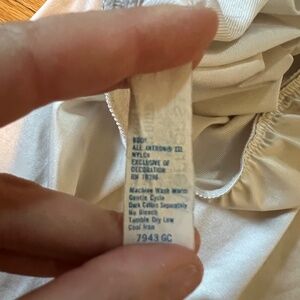 BODY
ALL ANTRON® III
NYLON
EXCLUSIVE OF
DECORATION
RN
Machine Wash Warm
Gentle Cycle
Dark Colors Separately
No Bleach
Tumble Dry Low
Cool Iron
7943 GC